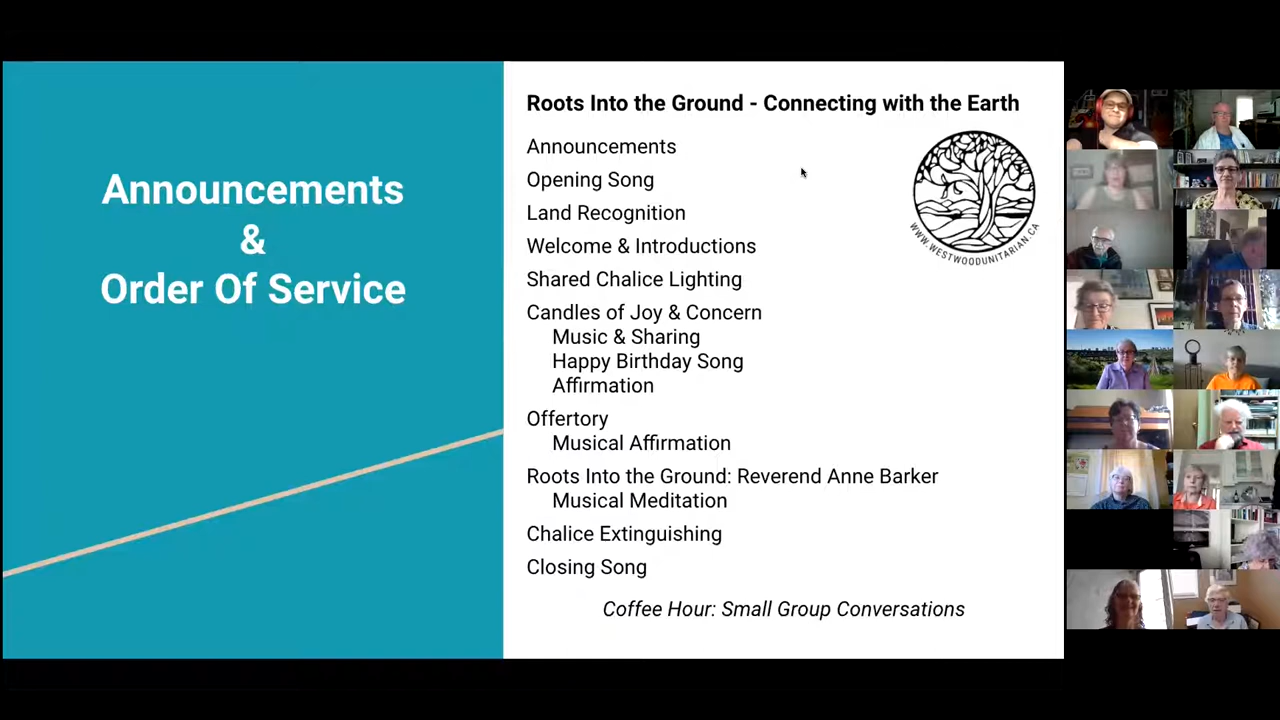 Announcements
&
Order Of Service
Roots Into the Ground - Connecting with the Earth
Announcements
Opening Song
Land Recognition
Welcome & Introductions
Shared Chalice Lighting
Candles of Joy & Concern
Music & Sharing
Happy Birthday Song
Affirmation
Offertory
Musical Affirmation
Roots Into the Ground: Reverend Anne Barker
Musical Meditation
Chalice Extinguishing
Closing Song
Coffee Hour: Small Group Conversations
WWW.WESTWOODUNITARIAN.CA